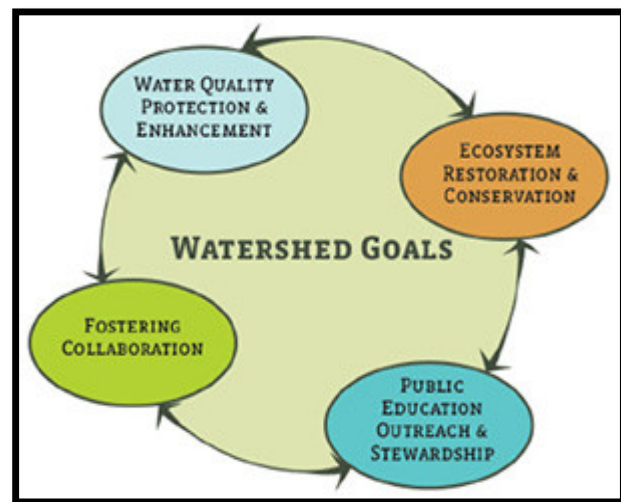 WATER QUALITY
PROTECTION &
ENHANCEMENT
ECOSYSTEM
RESTORATION &
CONSERVATION
WATERSHED GOALS
FOSTERING
COLLABORATION
PUBLIC
EDUCATION
OUTREACH &
STEWARDSHIP